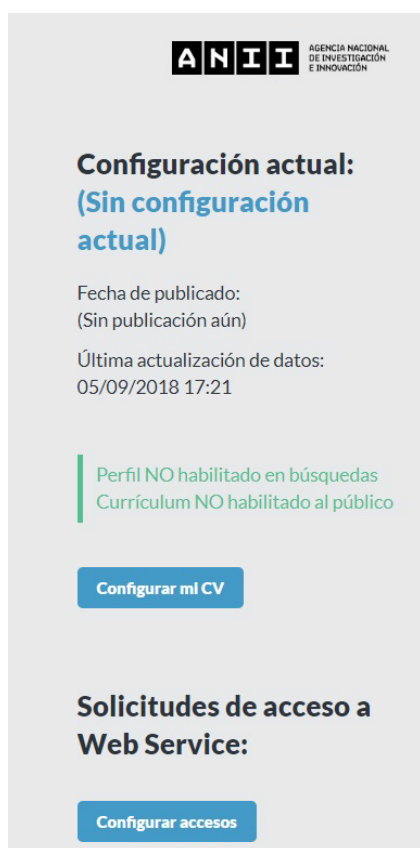 ANII
AGENCIA NACIONAL
DE INVESTIGACIÓN
E INNOVACIÓN
Configuración actual:
(Sin configuración
actual)
Fecha de publicado:
(Sin publicación aún)
Última actualización de datos:
05/09/2018 17:21
Perfil NO habilitado en búsquedas
Currículum NO habilitado al público
Configurar mi CV
Solicitudes de acceso a
Web Service:
Configurar accesos